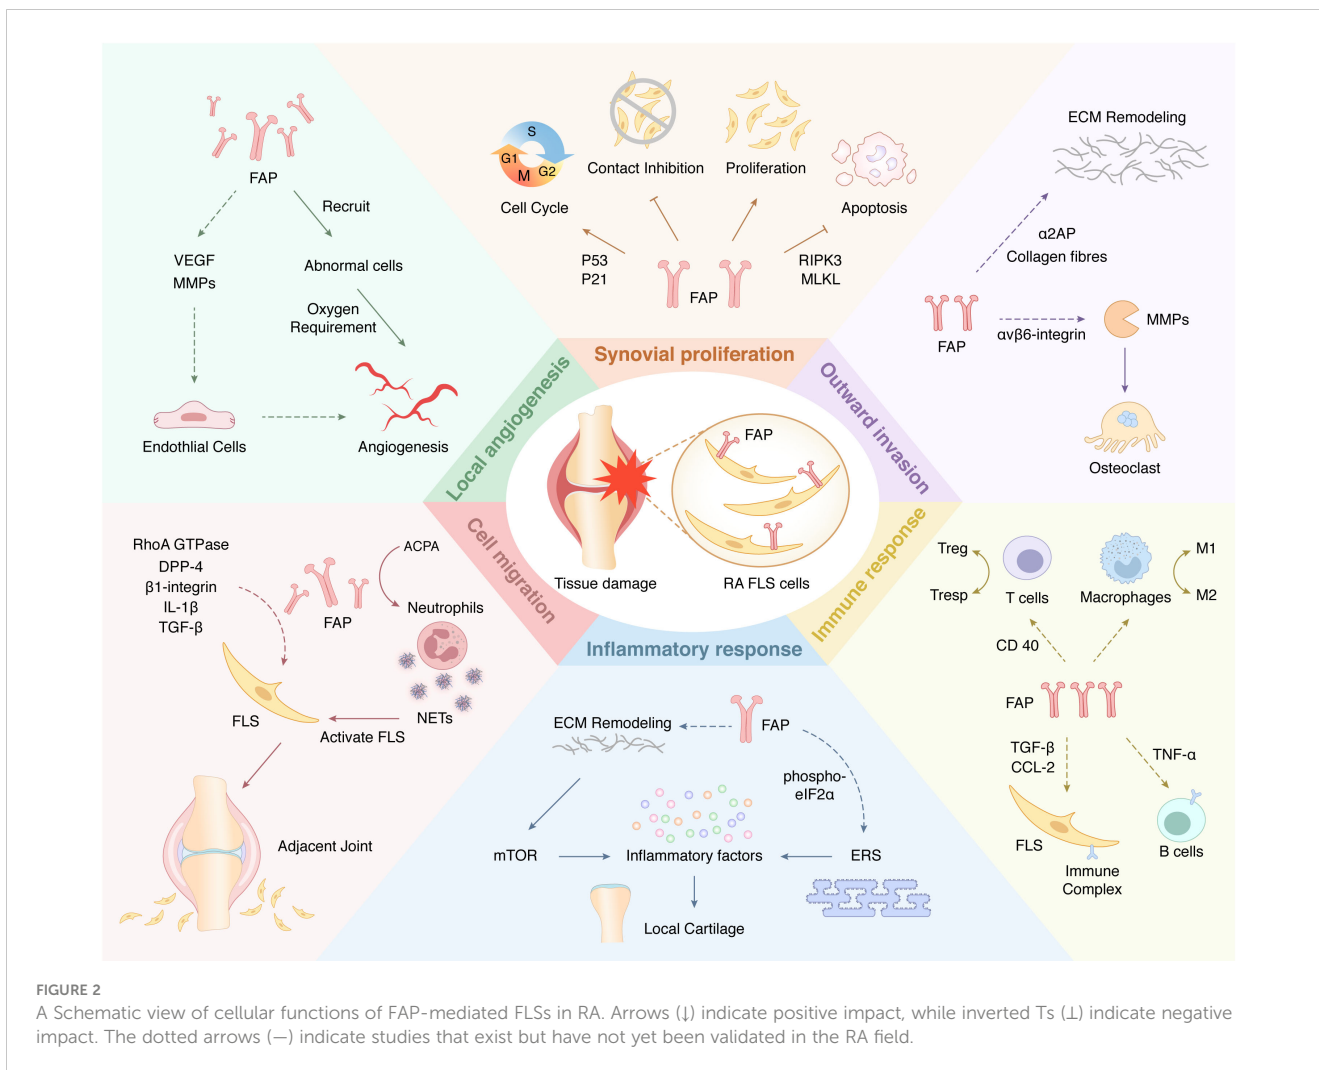 FAP
Recruit
VEGF
MMPs
Abnormal cells
Oxygen
Requirement
Endothlial Cells
Angiogenesis
Local angiogenesis
S
G1
G2
M
Cell Cycle
Contact Inhibition
Proliferation
Apoptosis
P53
P21
FAP
RIPK3
MLKL
Synovial proliferation
ECM Remodeling
α2AP
Collagen fibres
FAP
αvβ6-integrin
MMPs
Osteoclast
Outward invasion
FAP
Tissue damage
RA FLS cells
Cell migration
RhoA GTPase
DPP-4
β1-integrin
IL-1β
TGF-β
FAP
ACPA
Neutrophils
NETs
Activate FLS
FLS
Adjacent Joint
Inflammatory response
ECM Remodeling
FAP
phospho-
eIF2α
mTOR
Inflammatory factors
ERS
Local Cartilage
Immune response
Treg
Tresp
T cells
Macrophages
M1
M2
CD 40
FAP
TGF-β
CCL-2
TNF-α
FLS
Immune
Complex
B cells
FIGURE 2
A Schematic view of cellular functions of FAP-mediated FLSs in RA. Arrows (↓) indicate positive impact, while inverted Ts (⊥) indicate negative
impact. The dotted arrows (—) indicate studies that exist but have not yet been validated in the RA field.